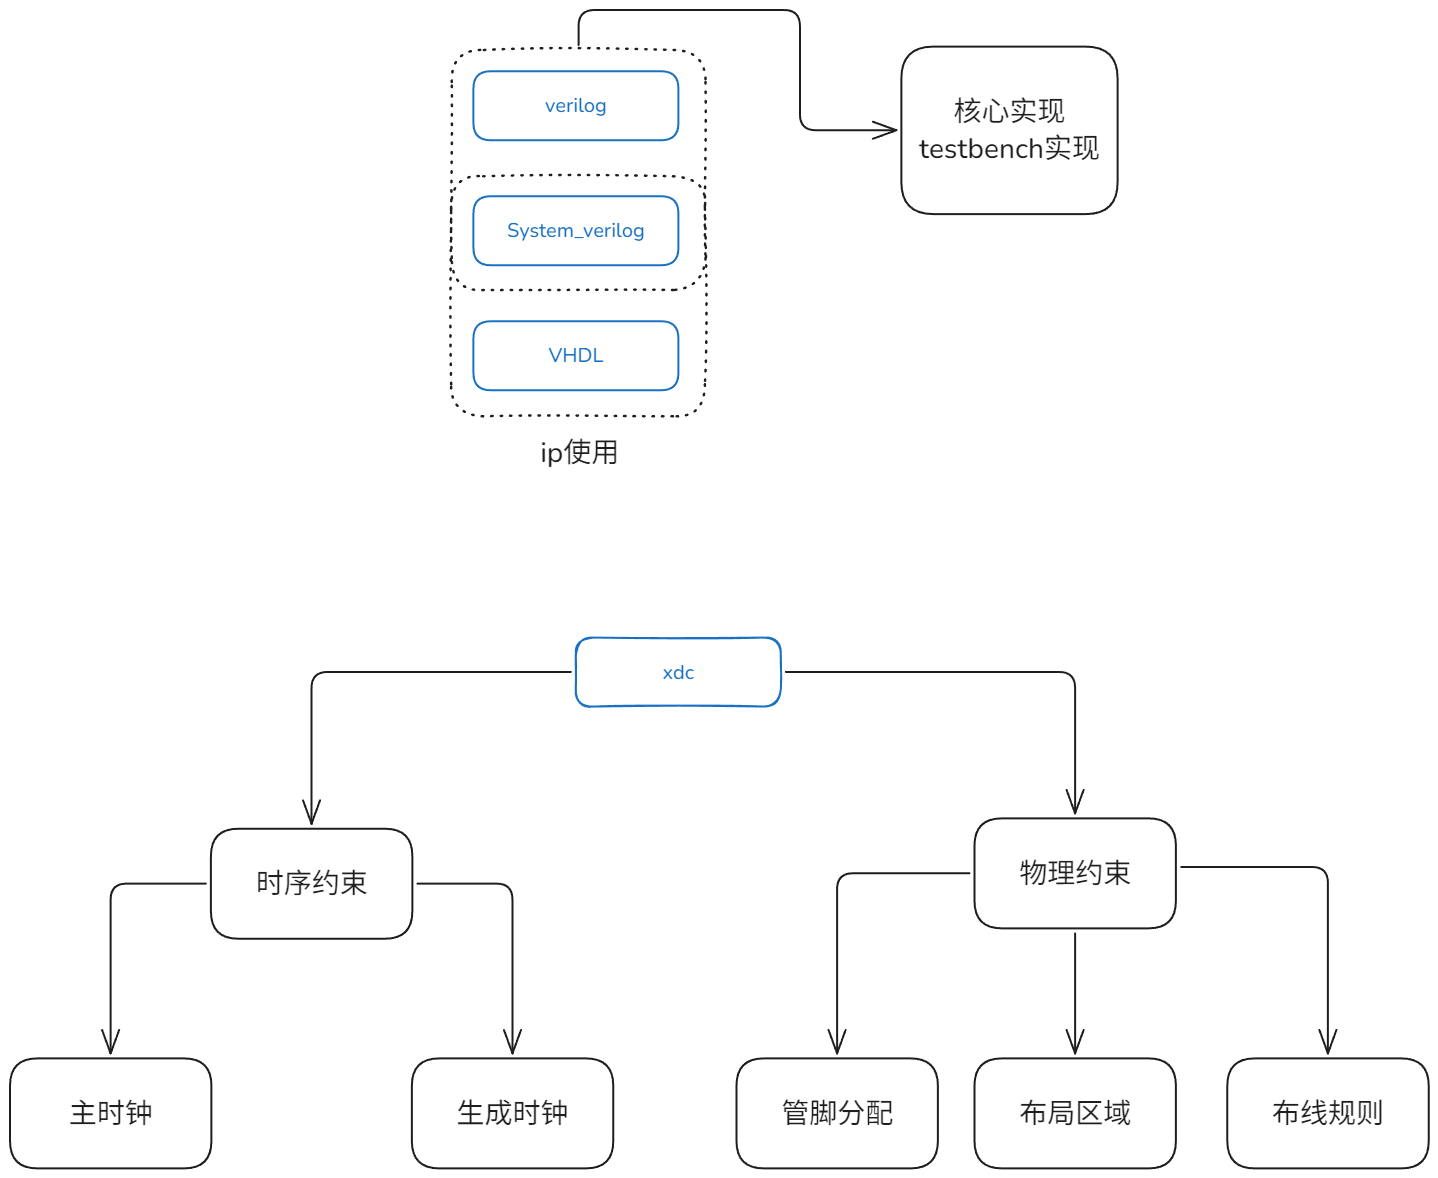 verilog
核心实现
testbench实现
System_verilog
VHDL
ip使用
xdc
时序约束
物理约束
主时钟
生成时钟
管脚分配
布局区域
布线规则